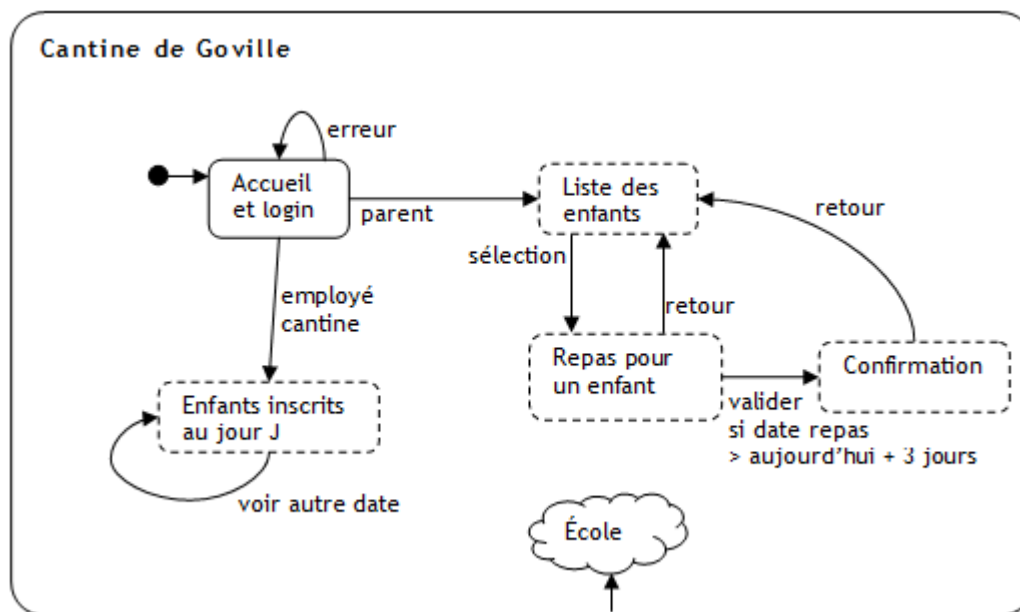 Cantine de Goville
erreur
Accueil
et login
parent
Liste des
enfants
retour
sélection
employé
cantine
retour
Repas pour
un enfant
Confirmation
Enfants inscrits
au jour J
valider
si date repas
> aujourd'hui + 3 jours
voir autre date
École